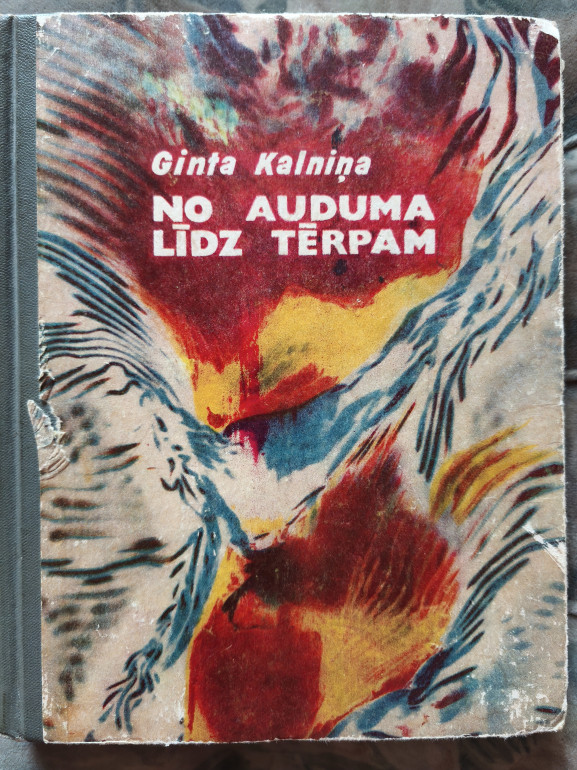 Ginta Kalniņa
NO AUDUMA
LĪDZ TĒRPAM